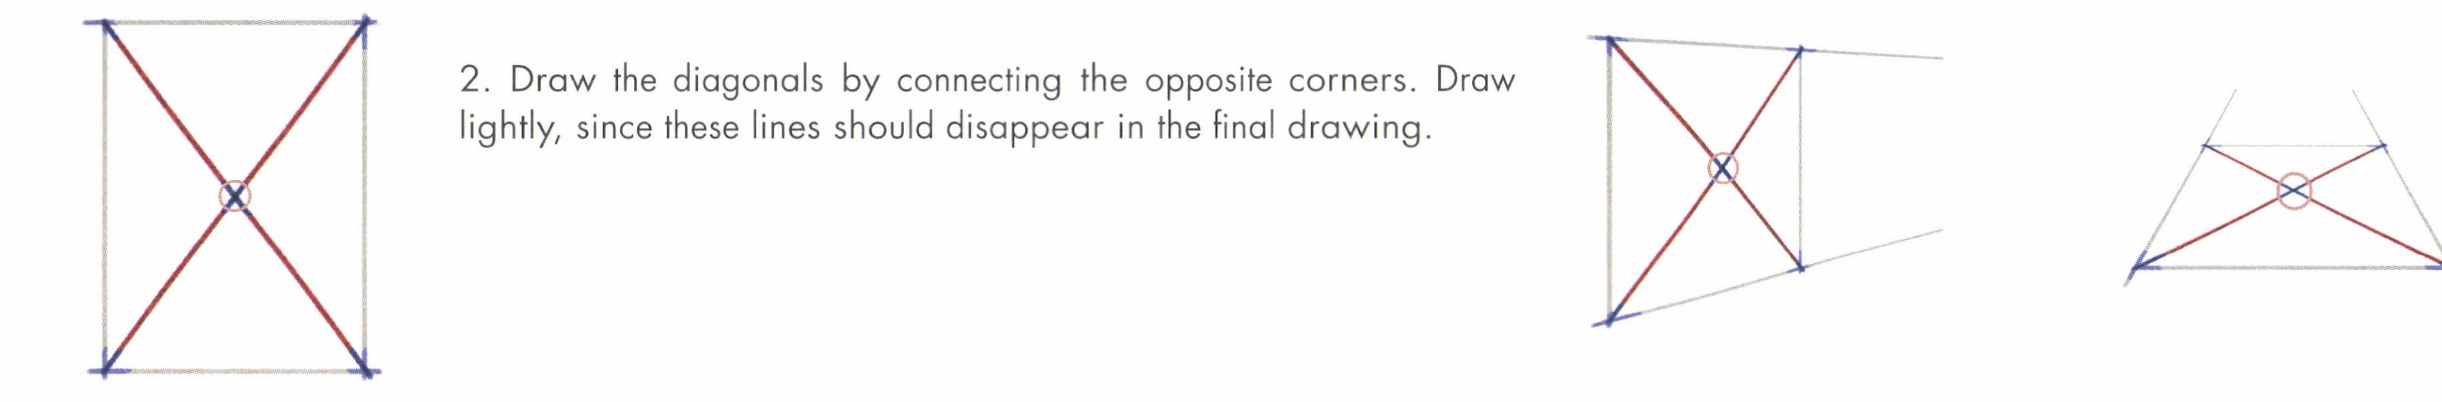 2. Draw the diagonals by connecting the opposite corners. Draw
lightly, since these lines should disappear in the final drawing.